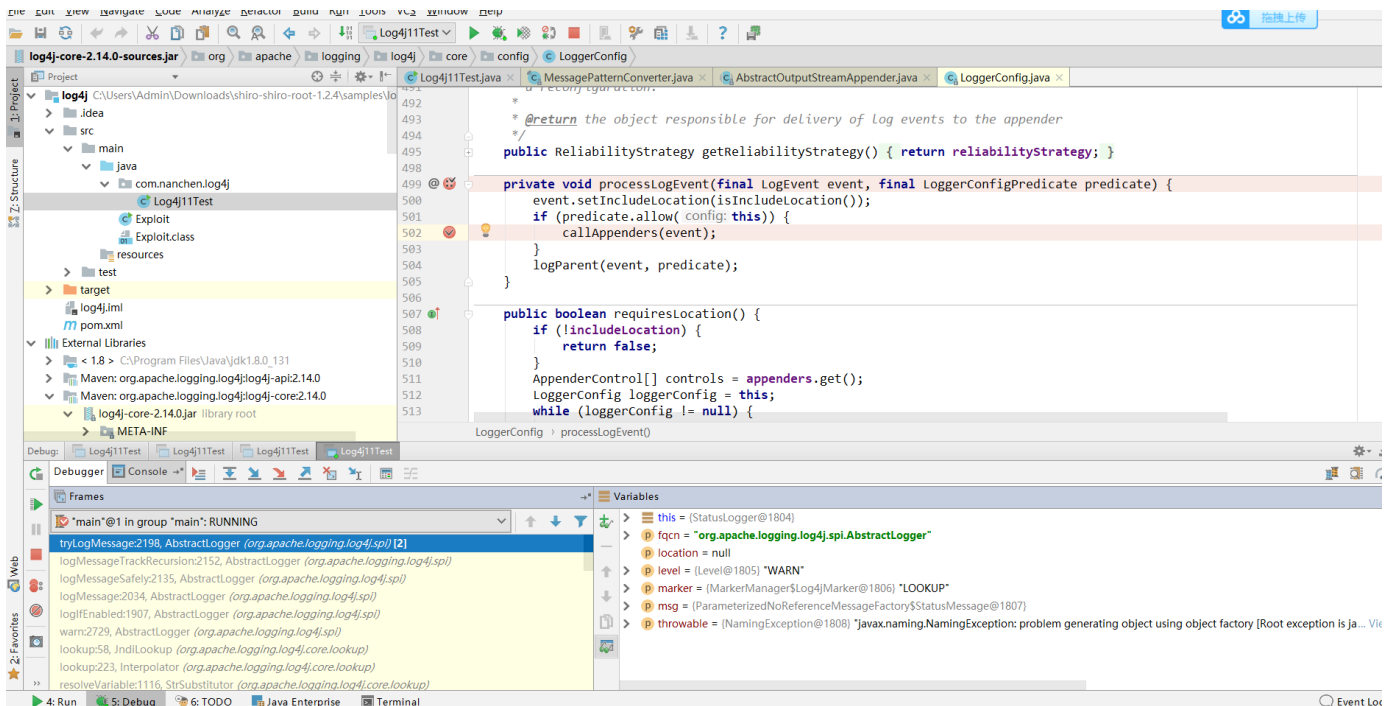 File Edit View Navigate Code Analyze Refactor Build Run Tools VCS Window Help
拖拽上传
Log4j11Test
log4j-core-2.14.0-sources.jar org apache logging log4j core config LoggerConfig
1: Project
Z: Structure
Web
2: Favorites
Project
log4j C:\Users\Admin\Downloads\shiro-shiro-root-1.2.4\samples\lo
.idea
src
main
java
com.nanchen.log4j
Log4j11Test
Exploit
Exploit.class
resources
test
target
log4j.iml
pom.xml
External Libraries
< 1.8 > C:\Program Files\Java\jdk1.8.0_131
Maven: org.apache.logging.log4j:log4j-api:2.14.0
Maven: org.apache.logging.log4j:log4j-core:2.14.0
log4j-core-2.14.0.jar library root
META-INF
Log4j11Test.java MessagePatternConverter.java AbstractOutputStreamAppender.java LoggerConfig.java
491 a reconfiguration.
492 *
493 * @return the object responsible for delivery of log events to the appender
494 */
495 public ReliabilityStrategy getReliabilityStrategy() { return reliabilityStrategy; }
498
499 @ private void processLogEvent(final LogEvent event, final LoggerConfigPredicate predicate) {
500 event.setIncludeLocation(isIncludeLocation());
501 if (predicate.allow( config: this)) {
502 callAppenders(event);
503 }
504 logParent(event, predicate);
505 }
506
507 public boolean requiresLocation() {
508 if (!includeLocation) {
509 return false;
510 }
511 AppenderControl[] controls = appenders.get();
512 LoggerConfig loggerConfig = this;
513 while (loggerConfig != null) {
LoggerConfig › processLogEvent()
Debug: Log4j11Test Log4j11Test Log4j11Test Log4j11Test
Debugger Console
Frames
"main"@1 in group "main": RUNNING
tryLogMessage:2198, AbstractLogger (org.apache.logging.log4j.spi) [2]
logMessageTrackRecursion:2152, AbstractLogger (org.apache.logging.log4j.spi)
logMessageSafely:2135, AbstractLogger (org.apache.logging.log4j.spi)
logMessage:2034, AbstractLogger (org.apache.logging.log4j.spi)
logIfEnabled:1907, AbstractLogger (org.apache.logging.log4j.spi)
warn:2729, AbstractLogger (org.apache.logging.log4j.spi)
lookup:58, JndiLookup (org.apache.logging.log4j.core.lookup)
lookup:223, Interpolator (org.apache.logging.log4j.core.lookup)
resolveVariable:1116, StrSubstitutor (org.apache.logging.log4j.core.lookup)
Variables
this = {StatusLogger@1804}
fqcn = "org.apache.logging.log4j.spi.AbstractLogger"
location = null
level = {Level@1805} "WARN"
marker = {MarkerManager$Log4jMarker@1806} "LOOKUP"
msg = {ParameterizedNoReferenceMessageFactory$StatusMessage@1807}
throwable = {NamingException@1808} "javax.naming.NamingException: problem generating object using object factory [Root exception is ja... Vie
4: Run 5: Debug 6: TODO Java Enterprise Terminal
Event Log